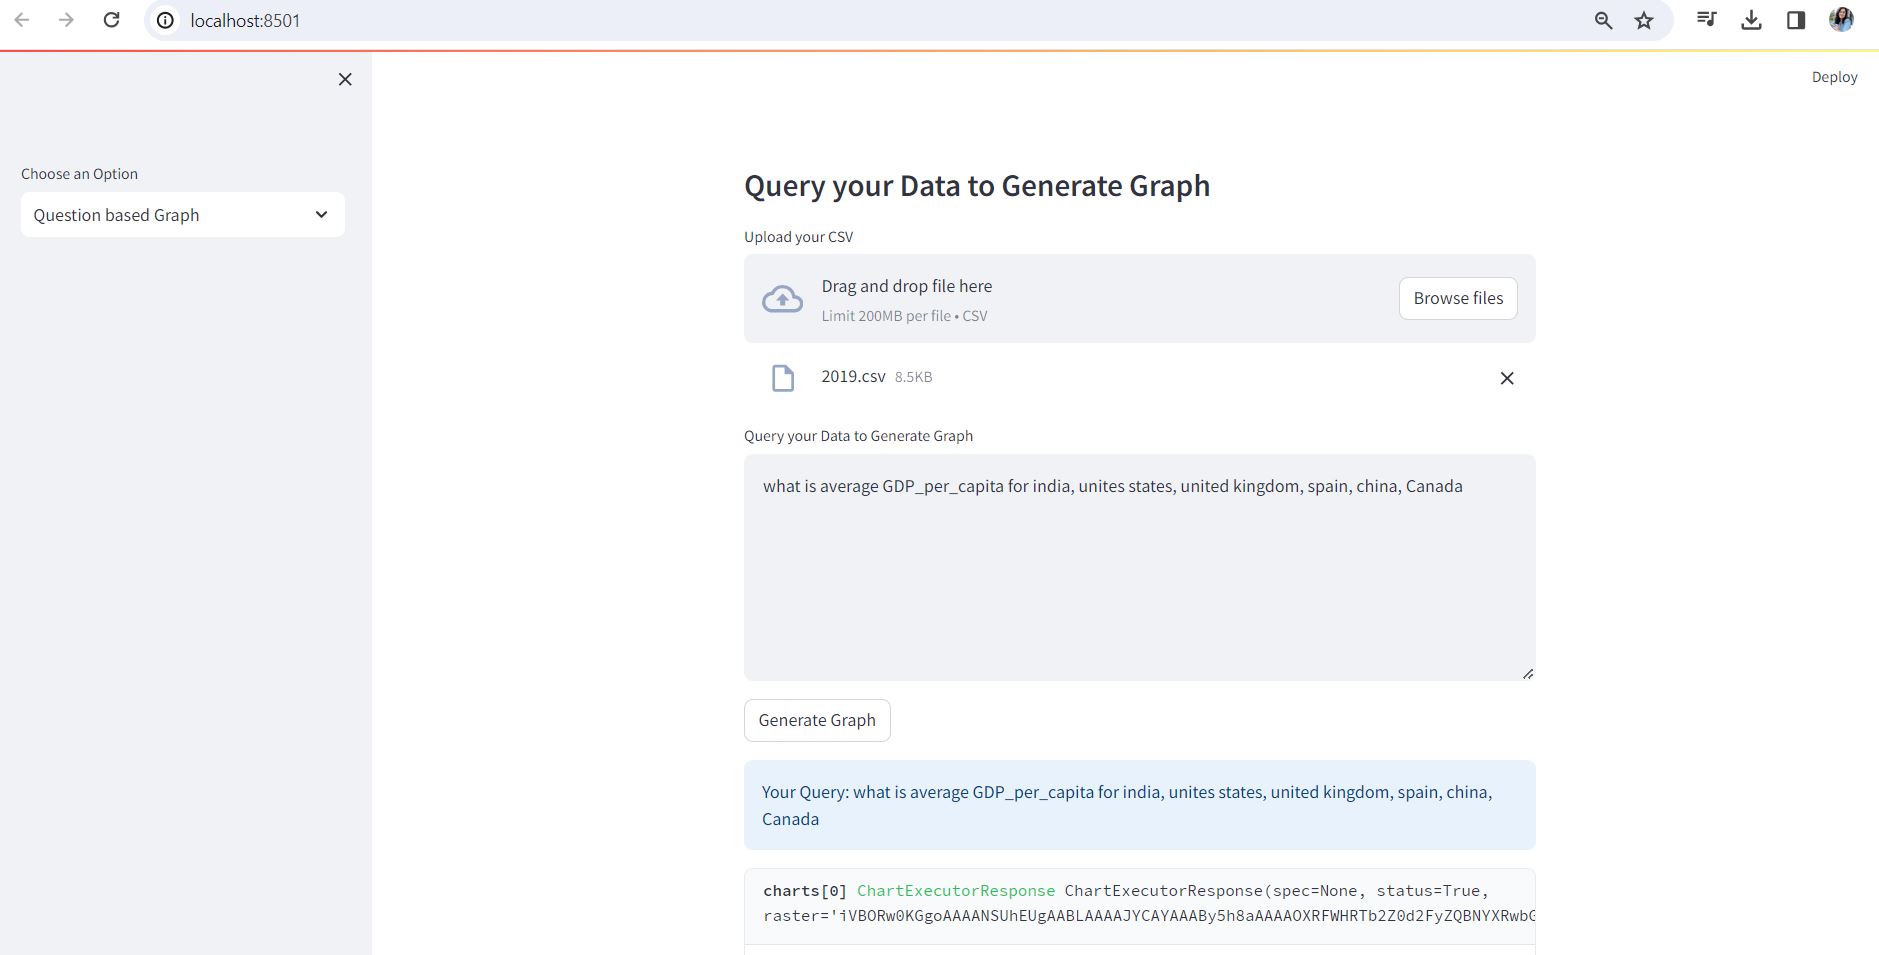 localhost:8501
Deploy
Choose an Option
Question based Graph
Query your Data to Generate Graph
Upload your CSV
Drag and drop file here
Limit 200MB per file • CSV
Browse files
2019.csv 8.5KB
Query your Data to Generate Graph
what is average GDP_per_capita for india, unites states, united kingdom, spain, china, Canada
Generate Graph
Your Query: what is average GDP_per_capita for india, unites states, united kingdom, spain, china,
Canada
charts[0] ChartExecutorResponse ChartExecutorResponse(spec=None, status=True,
raster='iVBORw0KGgoAAAANSUhEUgAABLAAAAJYCAYAAABy5h8aAAAAOXRFWHRTb2Z0d2FyZQBNYXRwbG